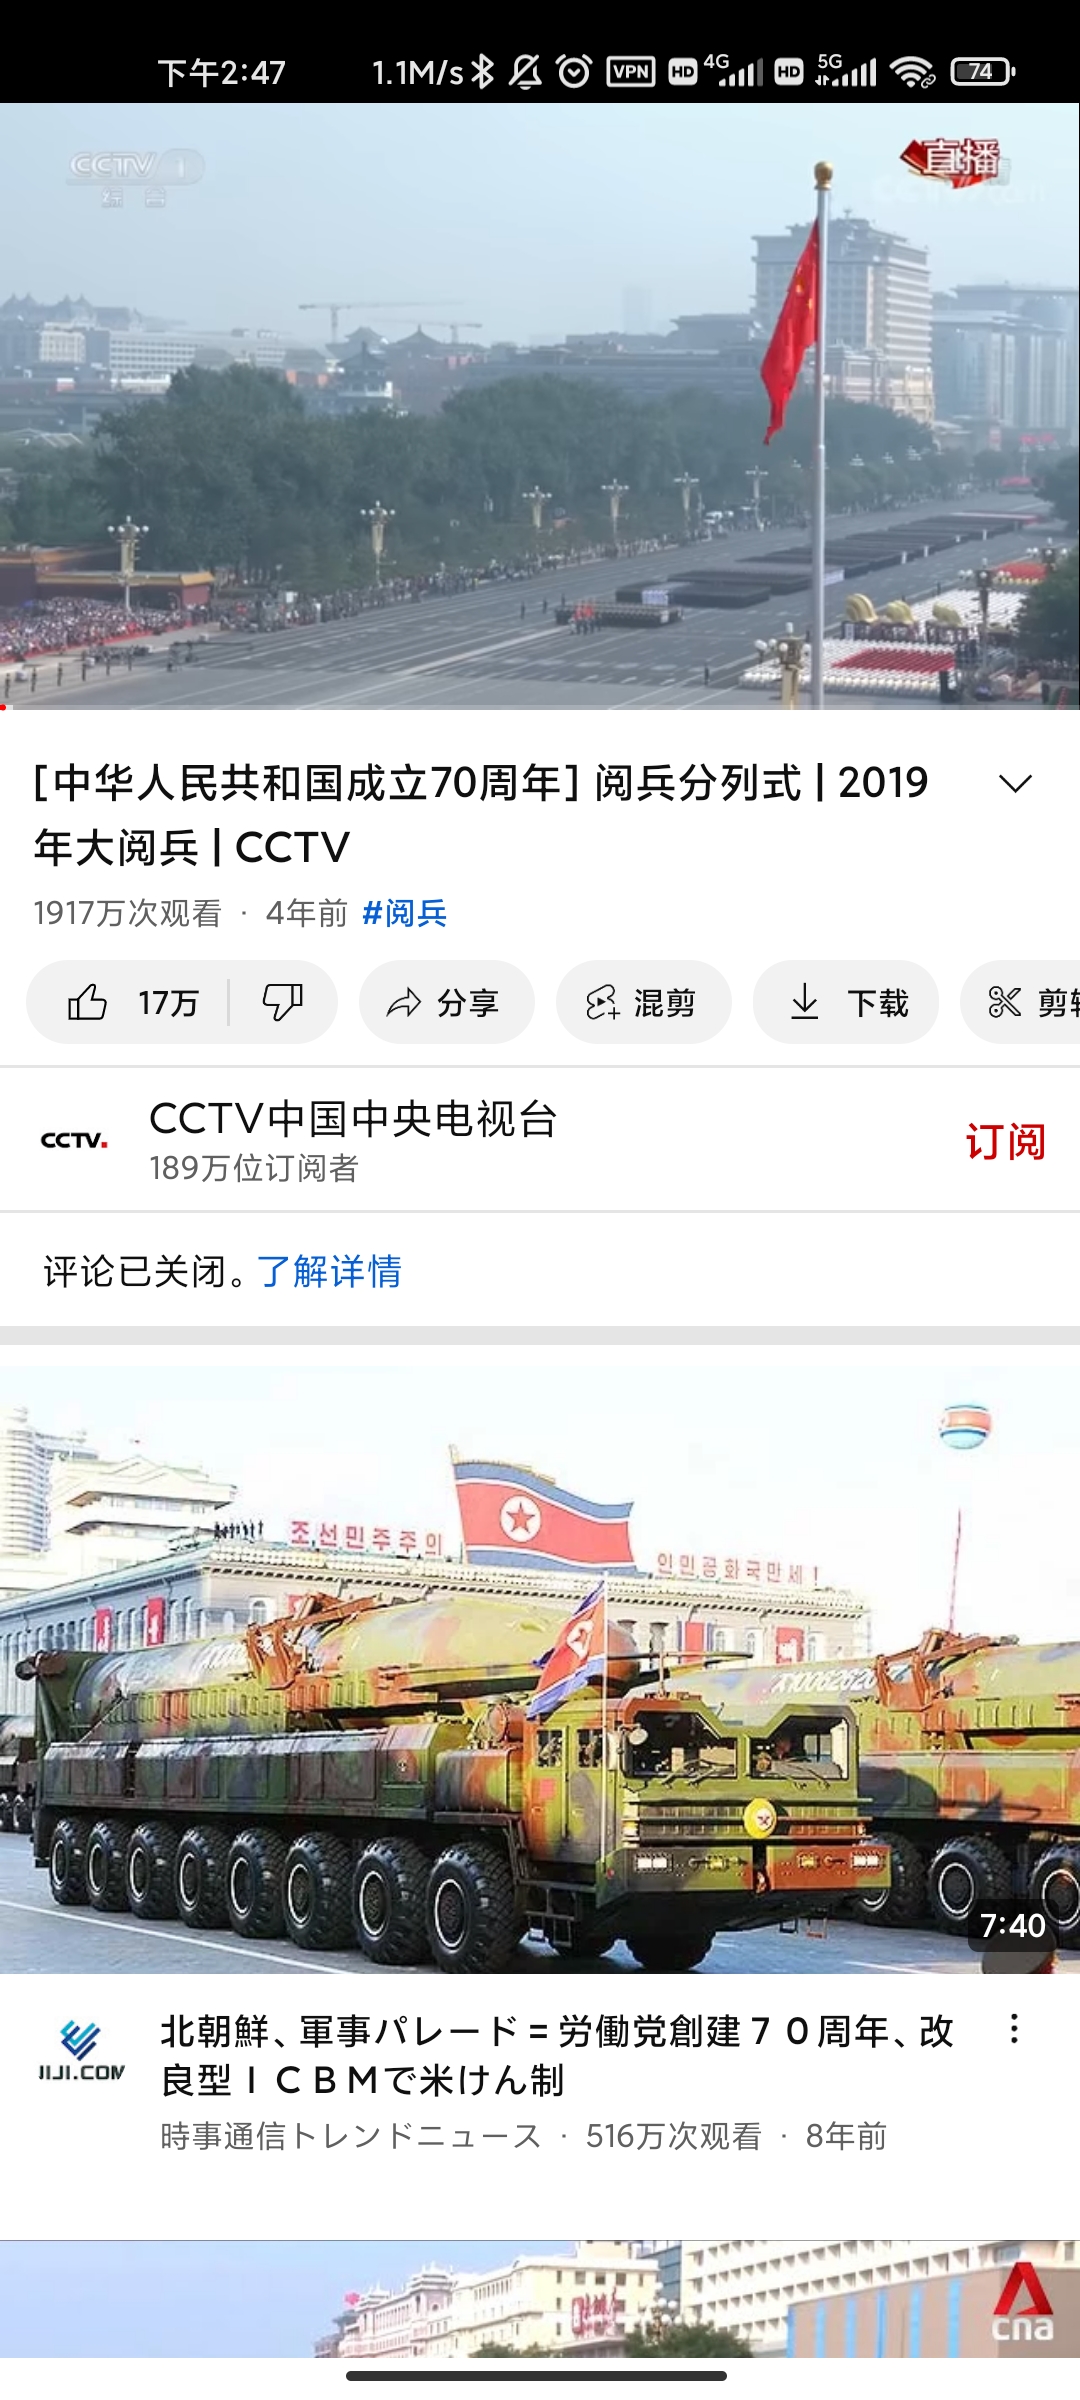 下午2:47
1.1M/s
VPN
HD
4G
HD
5G
74
CCTV 1
综合
直播
[中华人民共和国成立70周年] 阅兵分列式 | 2019
年大阅兵 | CCTV
1917万次观看 · 4年前 #阅兵
17万
分享
混剪
下载
CCTV.
CCTV中国中央电视台
189万位订阅者
订阅
评论已关闭。了解详情
조선민주주의
인민공화국만세!
7:40
JIJI.COM
北朝鮮、軍事パレード＝労働党創建７０周年、改
良型ＩＣＢＭで米けん制
時事通信トレンドニュース · 516万次观看 · 8年前
cna